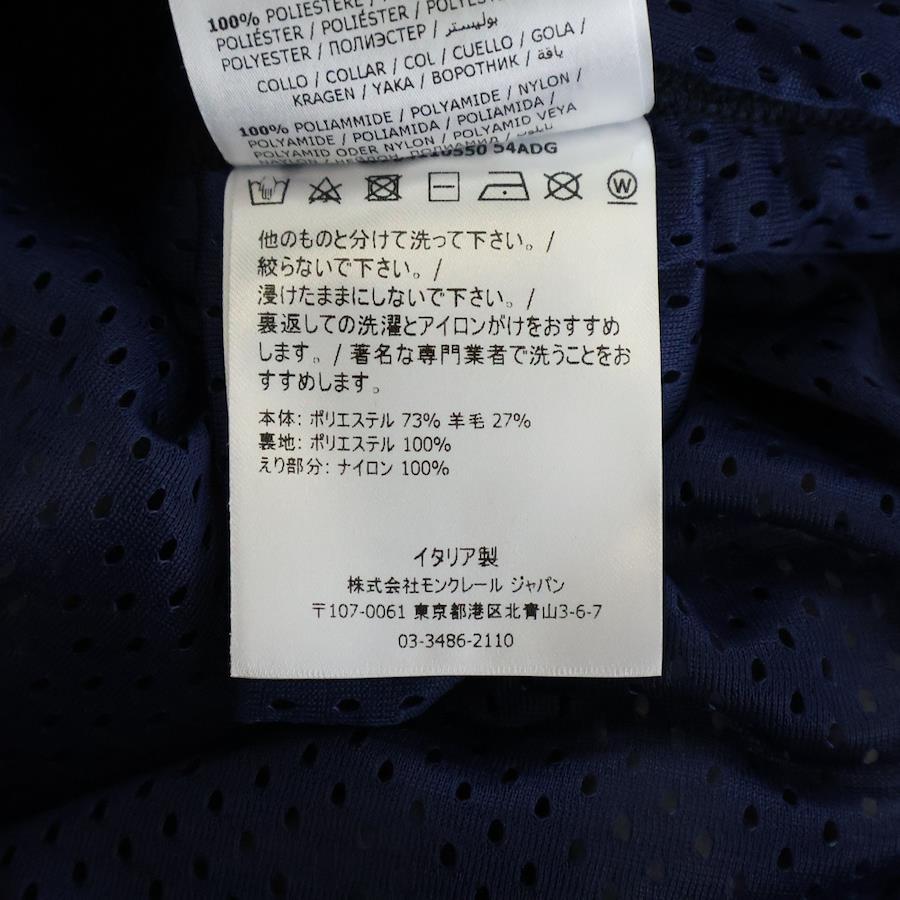 100% POLIESTERE /
POLIÉSTER / POLIÉSTER / POLYESTER
POLYESTER / ПОЛИЭСТЕР / بوليستر
COLLO / COLLAR / COL / CUELLO / GOLA /
KRAGEN / YAKA / ВОРОТНИК / ياقة
100% POLIAMMIDE / POLYAMIDE / NYLON /
POLYAMIDE / POLIAMIDA / POLIAMIDA /
POLYAMID ODER NYLON / POLYAMID VEYA
54ADG
W
他のものと分けて洗って下さい。/
絞らないで下さい。/
浸けたままにしないで下さい。/
裏返しての洗濯とアイロンがけをおすすめ
します。/ 著名な専門業者で洗うことをお
すすめします。
本体: ポリエステル 73% 羊毛 27%
裏地: ポリエステル 100%
えり部分: ナイロン 100%
イタリア製
株式会社モンクレール ジャパン
〒107-0061 東京都港区北青山3-6-7
03-3486-2110